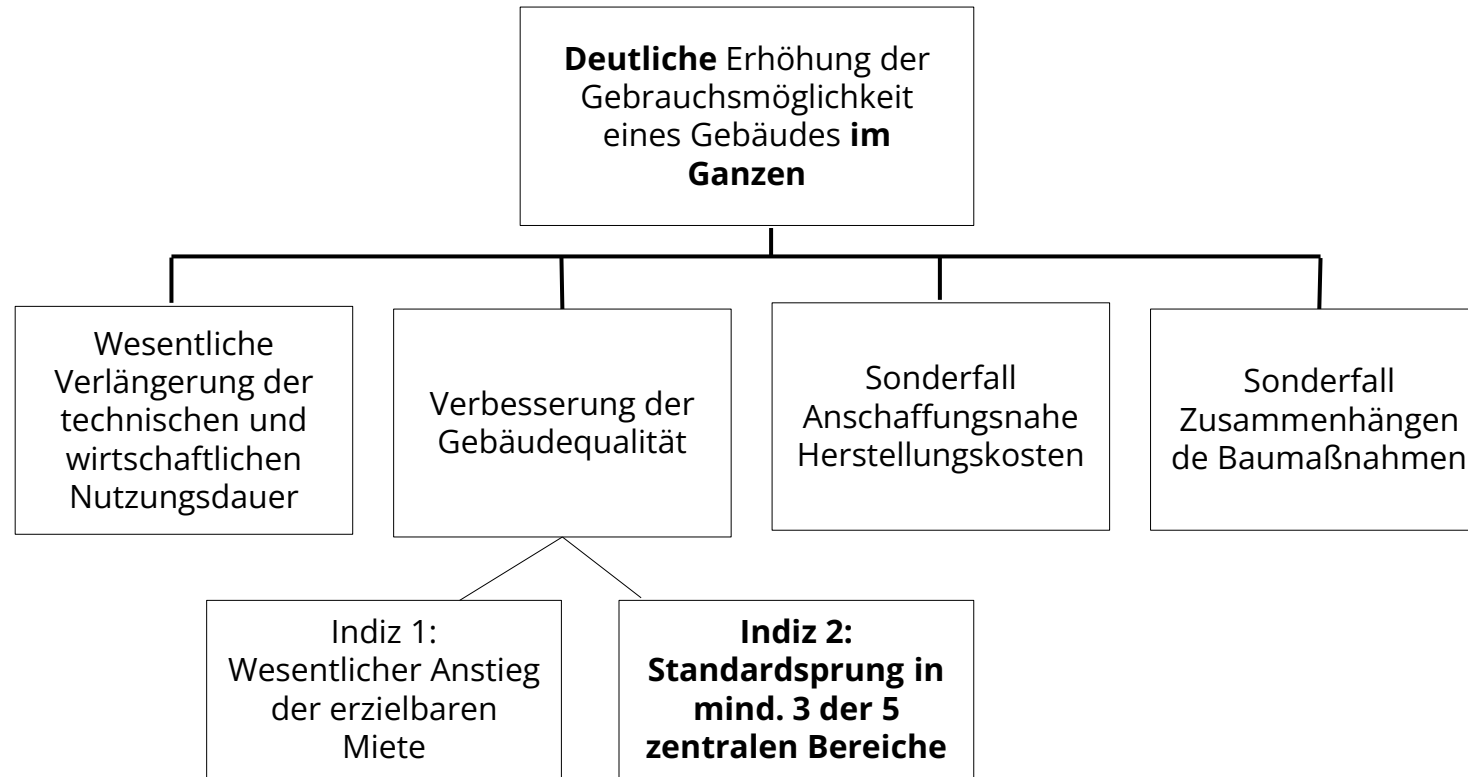 Deutliche Erhöhung der
Gebrauchsmöglichkeit
eines Gebäudes im
Ganzen
Wesentliche
Verlängerung der
technischen und
wirtschaftlichen
Nutzungsdauer
Verbesserung der
Gebäudequalität
Sonderfall
Anschaffungsnahe
Herstellungskosten
Sonderfall
Zusammenhängen
de Baumaßnahmen
Indiz 1:
Wesentlicher Anstieg
der erzielbaren
Miete
Indiz 2:
Standardsprung in
mind. 3 der 5
zentralen Bereiche